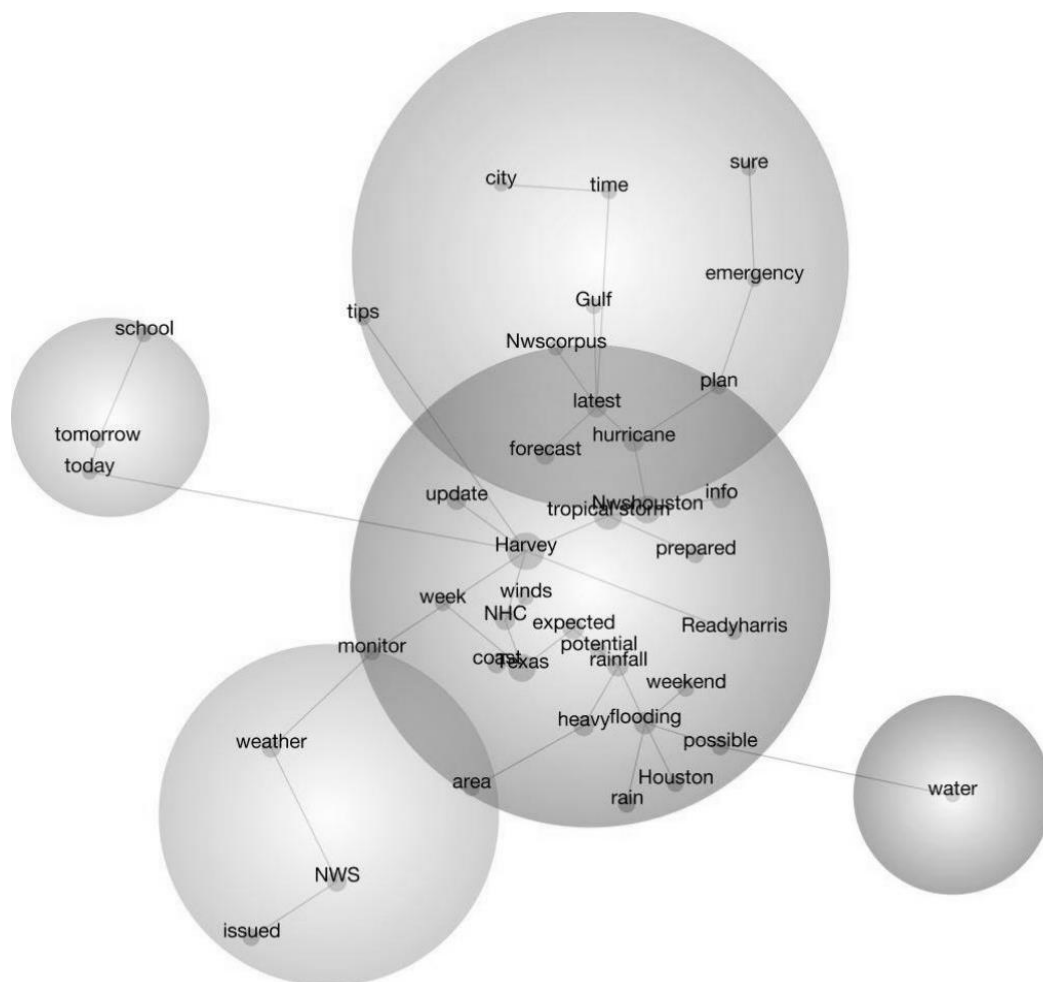 sure
city
time
emergency
Gulf
tips
school
Nwscorpus
plan
latest
tomorrow
hurricane
forecast
today
update
info
Nwshouston
tropical storm
Harvey
prepared
winds
week
NHC
expected
Readyharris
potential
monitor
coast
Texas
rainfall
weekend
heavy
flooding
weather
possible
area
Houston
water
rain
NWS
issued